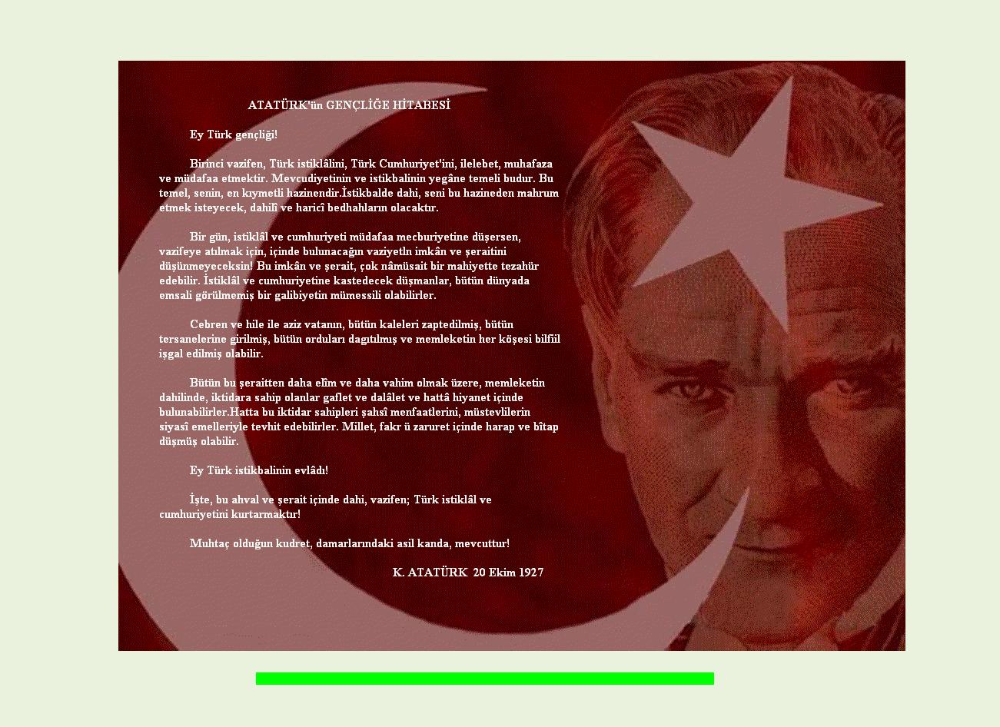 ATATÜRK'ün GENÇLİĞE HİTABESİ
Ey Türk gençliği!
Birinci vazifen, Türk istiklâlini, Türk Cumhuriyet'ini, ilelebet, muhafaza
ve müdafaa etmektir. Mevcudiyetinin ve istikbalinin yegâne temeli budur. Bu
temel, senin, en kıymetli hazinendir.İstikbalde dahi, seni bu hazineden mahrum
etmek isteyecek, dahilî ve haricî bedhahların olacaktır.
Bir gün, istiklâl ve cumhuriyeti müdafaa mecburiyetine düşersen,
vazifeye atılmak için, içinde bulunacağın vaziyetln imkân ve şeraitini
düşünmeyeceksin! Bu imkân ve şerait, çok nâmüsait bir mahiyette tezahür
edebilir. İstiklâl ve cumhuriyetine kastedecek düşmanlar, bütün dünyada
emsali görülmemiş bir galibiyetin mümessili olabilirler.
Cebren ve hile ile aziz vatanın, bütün kaleleri zaptedilmiş, bütün
tersanelerine girilmiş, bütün orduları dagıtılmış ve memleketin her köşesi bilfiil
işgal edilmiş olabilir.
Bütün bu şeraitten daha elîm ve daha vahim olmak üzere, memleketin
dahilinde, iktidara sahip olanlar gaflet ve dalâlet ve hattâ hiyanet içinde
bulunabilirler.Hatta bu iktidar sahipleri şahsî menfaatlerini, müstevlilerin
siyasî emelleriyle tevhit edebilirler. Millet, fakr ü zaruret içinde harap ve bîtap
düşmüş olabilir.
Ey Türk istikbalinin evlâdı!
İşte, bu ahval ve şerait içinde dahi, vazifen; Türk istiklâl ve
cumhuriyetini kurtarmaktır!
Muhtaç olduğun kudret, damarlarındaki asil kanda, mevcuttur!
K. ATATÜRK 20 Ekim 1927